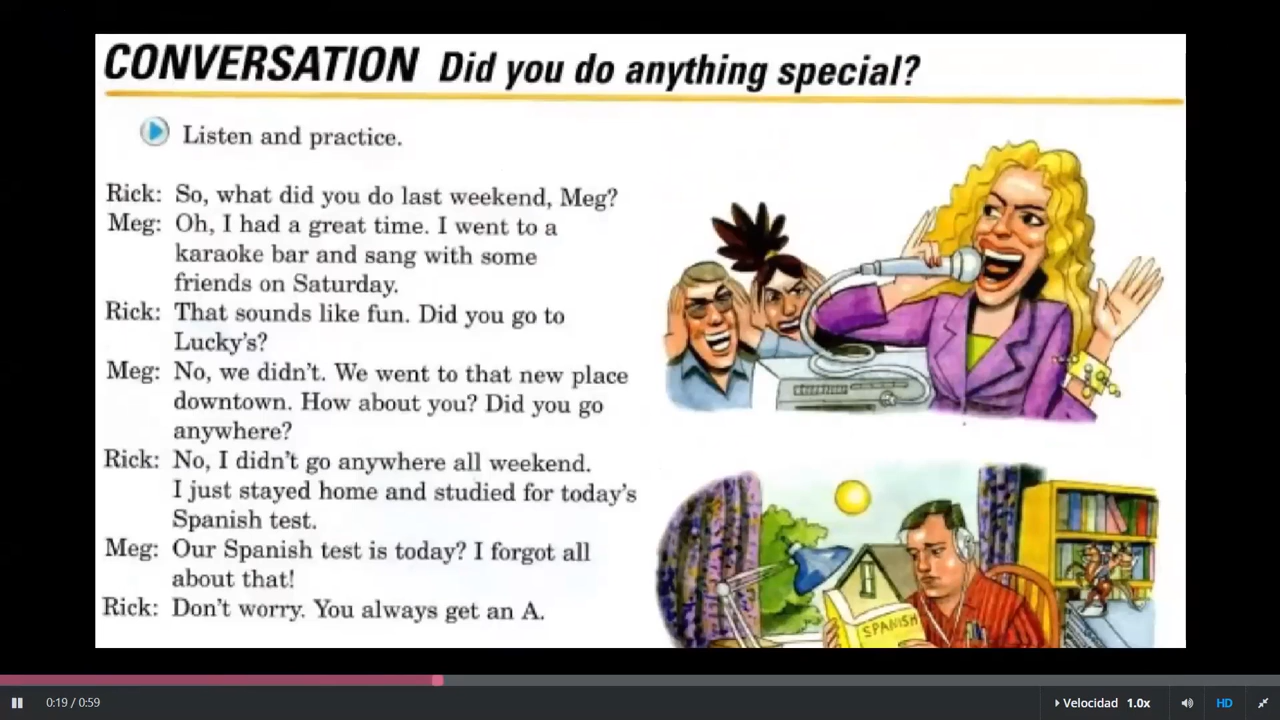 CONVERSATION Did you do anything special?
Listen and practice.
Rick: So, what did you do last weekend, Meg?
Meg: Oh, I had a great time. I went to a
karaoke bar and sang with some
friends on Saturday.
Rick: That sounds like fun. Did you go to
Lucky's?
Meg: No, we didn't. We went to that new place
downtown. How about you? Did you go
anywhere?
Rick: No, I didn't go anywhere all weekend.
I just stayed home and studied for today's
Spanish test.
Meg: Our Spanish test is today? I forgot all
about that!
Rick: Don't worry. You always get an A.
SPANISH
0:19 / 0:59
Velocidad 1.0x
HD